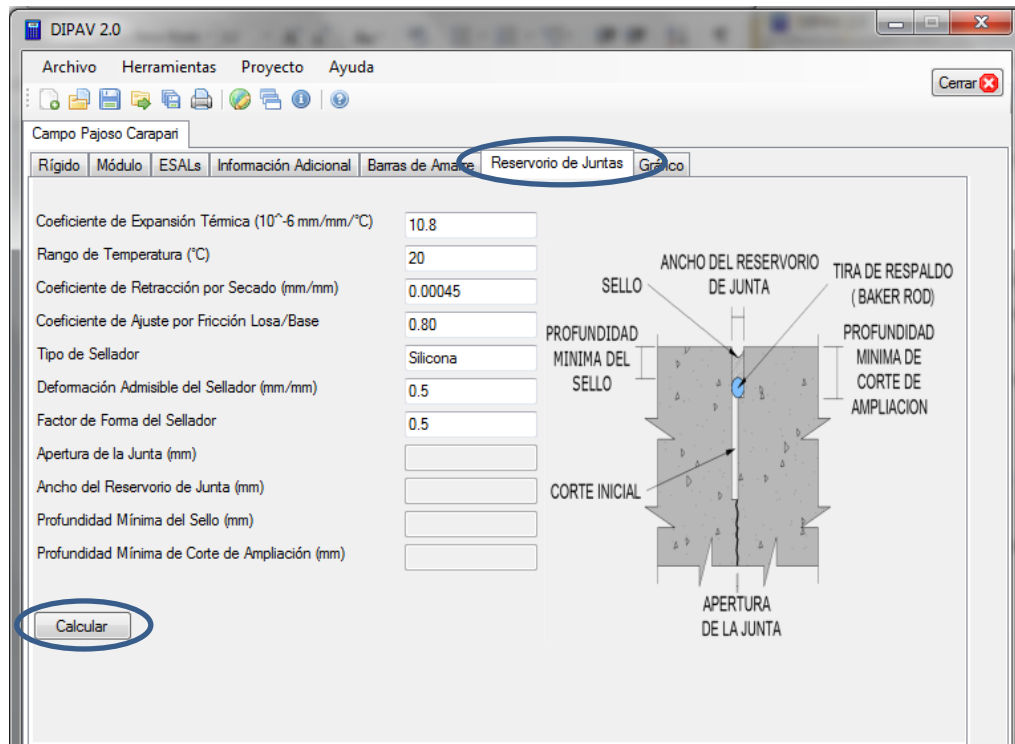 DIPAV 2.0
Archivo Herramientas Proyecto Ayuda
Cerrar
Campo Pajoso Carapari
Rígido Módulo ESALs Información Adicional Barras de Amarre Reservorio de Juntas Gráfico
Coeficiente de Expansión Térmica (10^-6 mm/mm/°C) 10.8
Rango de Temperatura (°C) 20
Coeficiente de Retracción por Secado (mm/mm) 0.00045
Coeficiente de Ajuste por Fricción Losa/Base 0.80
Tipo de Sellador Silicona
Deformación Admisible del Sellador (mm/mm) 0.5
Factor de Forma del Sellador 0.5
Apertura de la Junta (mm)
Ancho del Reservorio de Junta (mm)
Profundidad Mínima del Sello (mm)
Profundidad Mínima de Corte de Ampliación (mm)
Calcular
SELLO
ANCHO DEL RESERVORIO
DE JUNTA
TIRA DE RESPALDO
( BAKER ROD)
PROFUNDIDAD
MINIMA DEL
SELLO
PROFUNDIDAD
MINIMA DE
CORTE DE
AMPLIACION
CORTE INICIAL
APERTURA
DE LA JUNTA